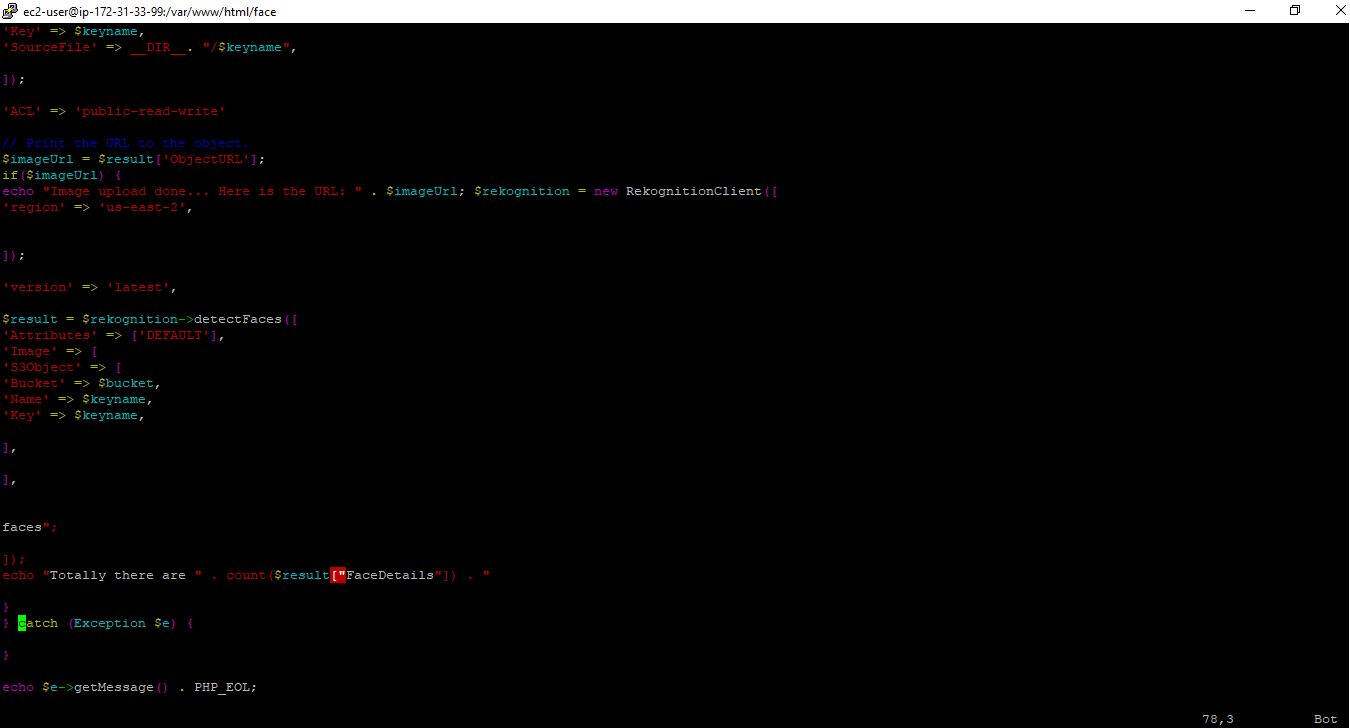 ec2-user@ip-172-31-33-99:/var/www/html/face
'Key' => $keyname,
'SourceFile' => __DIR__. "/$keyname",
]);
'ACL' => 'public-read-write'
// Print the URL to the object.
$imageUrl = $result['ObjectURL'];
if($imageUrl) {
echo "Image upload done... Here is the URL: " . $imageUrl; $rekognition = new RekognitionClient([
'region' => 'us-east-2',
]);
'version' => 'latest',
$result = $rekognition->detectFaces([
'Attributes' => ['DEFAULT'],
'Image' => [
'S3Object' => [
'Bucket' => $bucket,
'Name' => $keyname,
'Key' => $keyname,
],
],
faces";
]);
echo "Totally there are " . count($result["FaceDetails"]) . "
}
} catch (Exception $e) {
}
echo $e->getMessage() . PHP_EOL;
78,3 Bot